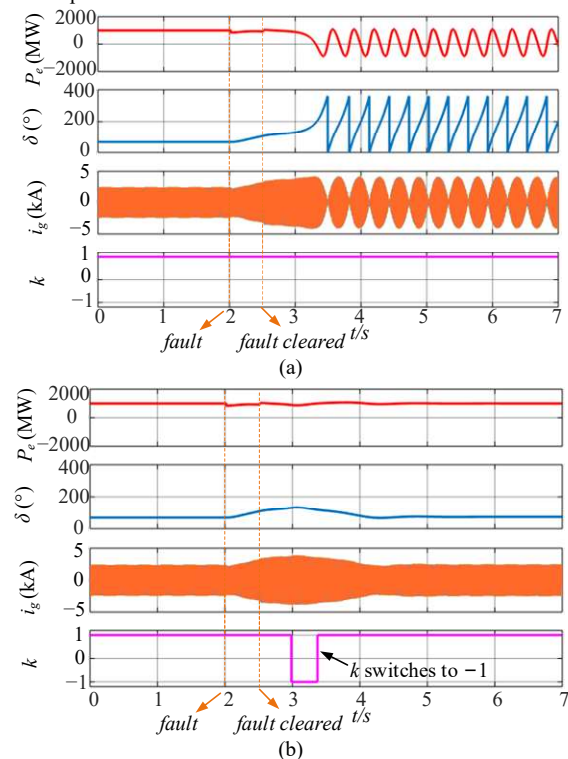 P_e (MW)
2000
0
−2000
δ (°)
400
200
0
i_g (kA)
5
0
−5
k
1
0
−1
0 1 2 3 4 5 6 7
fault fault cleared t/s
(a)
P_e (MW)
2000
0
−2000
δ (°)
400
200
0
i_g (kA)
5
0
−5
k
1
0
−1
k switches to −1
0 1 2 3 4 5 6 7
fault fault cleared t/s
(b)